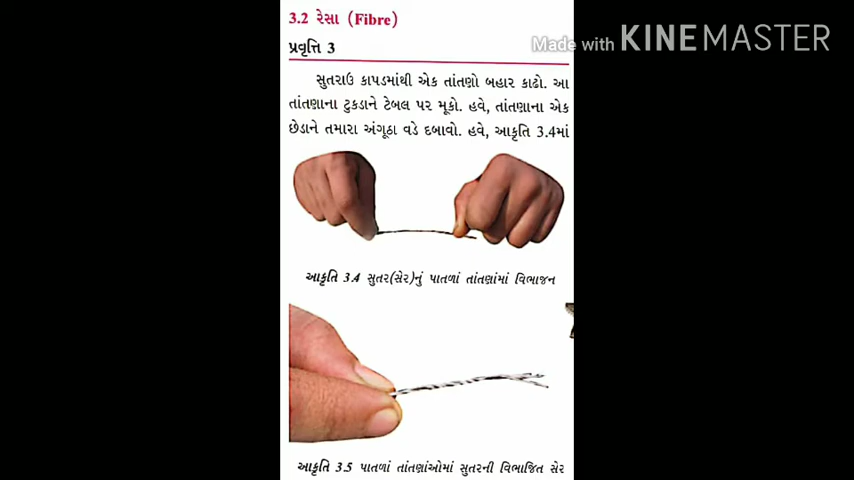 3.2 રેસા (Fibre)
Made with KINEMASTER
પ્રવૃત્તિ 3
સુતરાઉ કાપડમાંથી એક તાંતણો બહાર કાઢો. આ
તાંતણાના ટુકડાને ટેબલ પર મૂકો. હવે, તાંતણાના એક
છેડાને તમારા અંગૂઠા વડે દબાવો. હવે, આકૃતિ 3.4માં
આકૃતિ 3.4 સુતર(સેર)નું પાતળાં તાંતણાંમાં વિભાજન
આકૃતિ 3.5 પાતળાં તાંતણાંઓમાં સુતરની વિભાજિત સેર